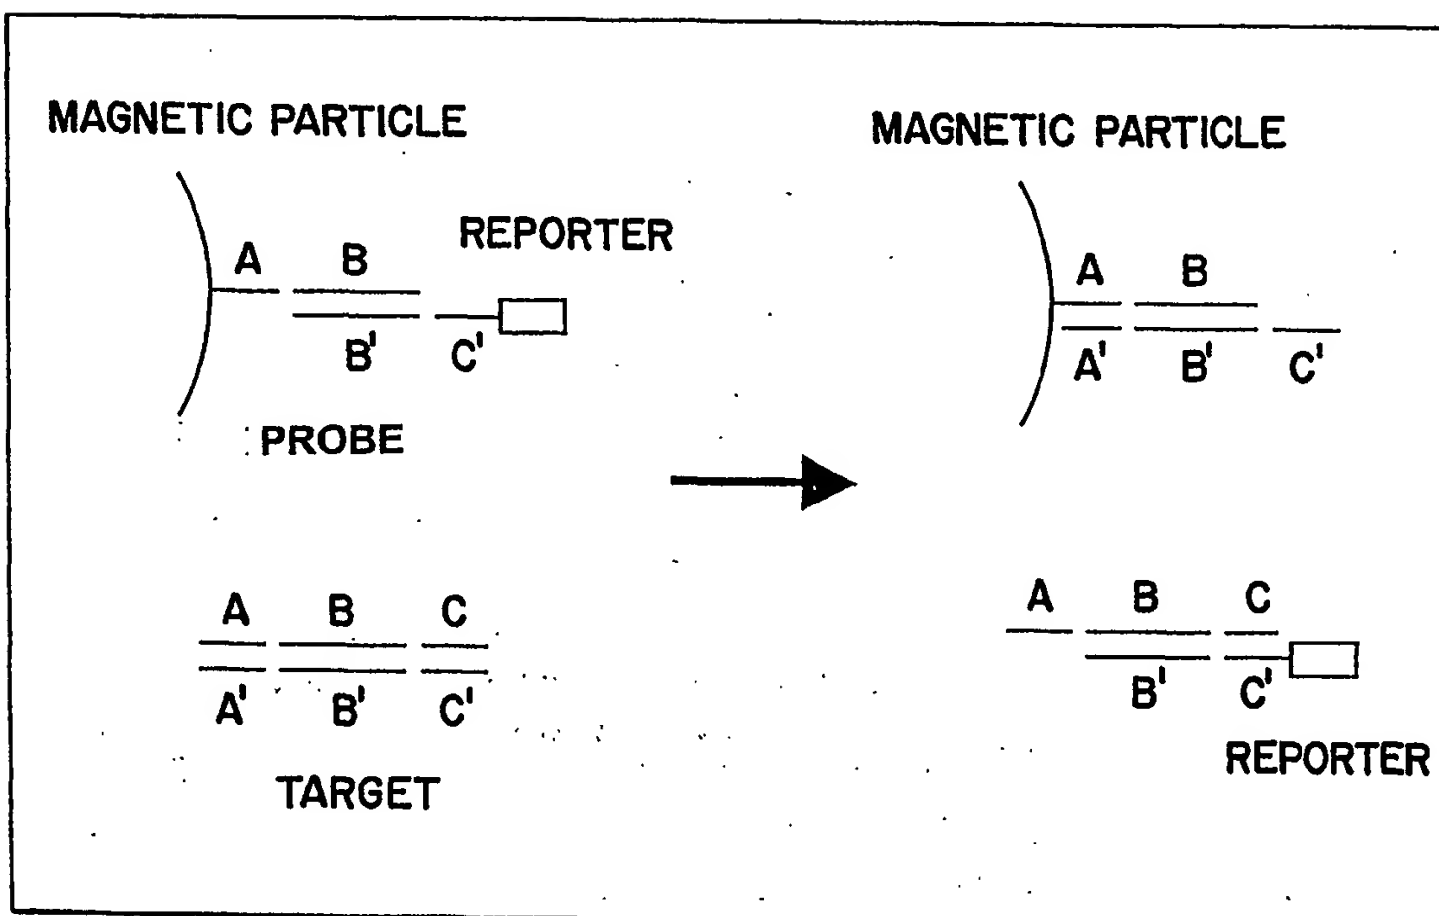 MAGNETIC PARTICLE
A B REPORTER
B' C'
PROBE
A B C
A' B' C'
TARGET
MAGNETIC PARTICLE
A B
A' B' C'
A B C
B' C'
REPORTER